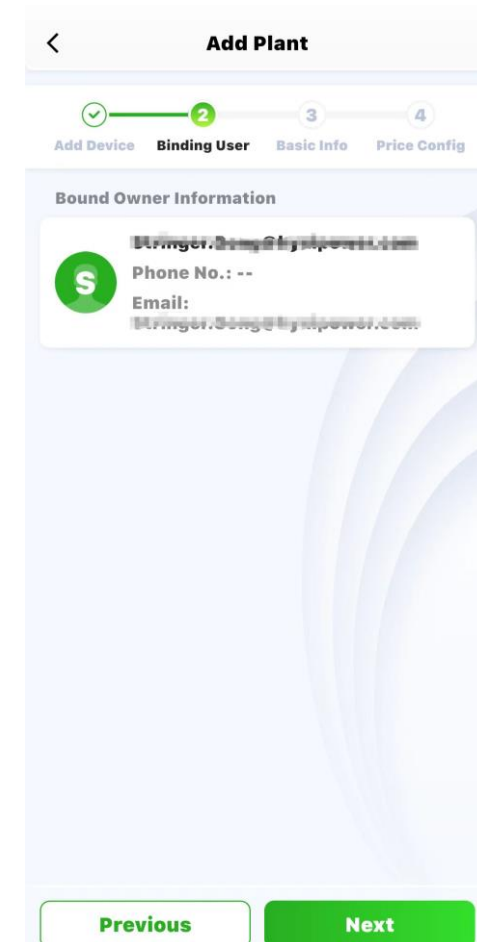 Add Plant
2 3 4
Add Device Binding User Basic Info Price Config
Bound Owner Information
S
Phone No.: --
Email:
Previous Next